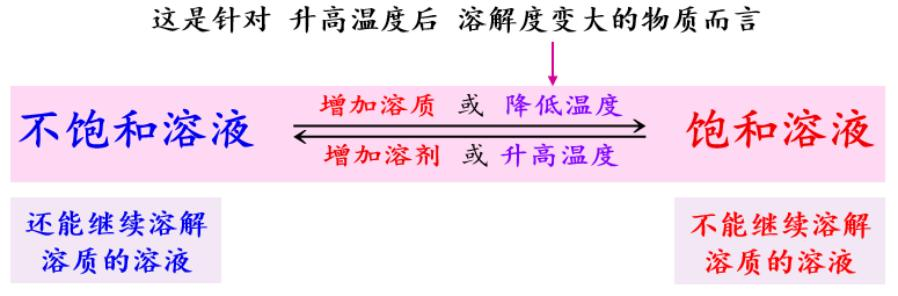 这是针对 升高温度后 溶解度变大的物质而言
增加溶质 或 降低温度
不饱和溶液 饱和溶液
增加溶剂 或 升高温度
还能继续溶解 不能继续溶解
溶质的溶液 溶质的溶液